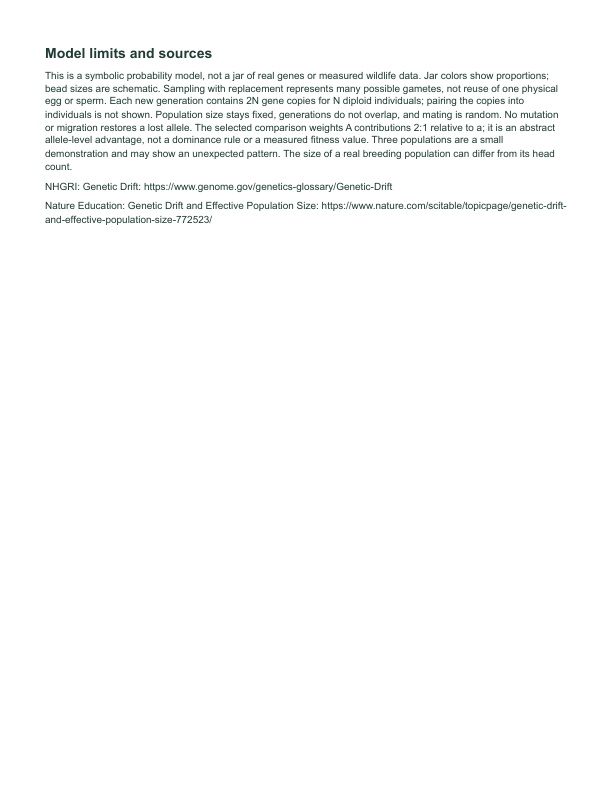 Model limits and sources
This is a symbolic probability model, not a jar of real genes or measured wildlife data. Jar colors show proportions;
bead sizes are schematic. Sampling with replacement represents many possible gametes, not reuse of one physical
egg or sperm. Each new generation contains 2N gene copies for N diploid individuals; pairing the copies into
individuals is not shown. Population size stays fixed, generations do not overlap, and mating is random. No mutation
or migration restores a lost allele. The selected comparison weights A contributions 2:1 relative to a; it is an abstract
allele-level advantage, not a dominance rule or a measured fitness value. Three populations are a small
demonstration and may show an unexpected pattern. The size of a real breeding population can differ from its head
count.
NHGRI: Genetic Drift: https://www.genome.gov/genetics-glossary/Genetic-Drift
Nature Education: Genetic Drift and Effective Population Size: https://www.nature.com/scitable/topicpage/genetic-drift-
and-effective-population-size-772523/